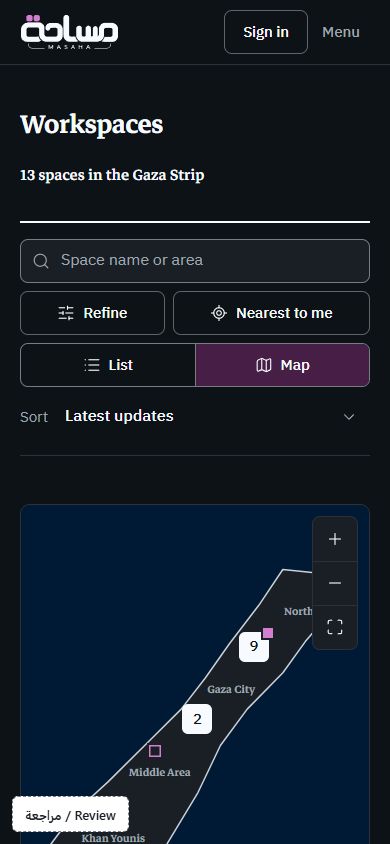 مساحة
MASAHA
Sign in
Menu
Workspaces
13 spaces in the Gaza Strip
Space name or area
Refine
Nearest to me
List
Map
Sort
Latest updates
North
9
Gaza City
2
Middle Area
مراجعة / Review
Khan Younis